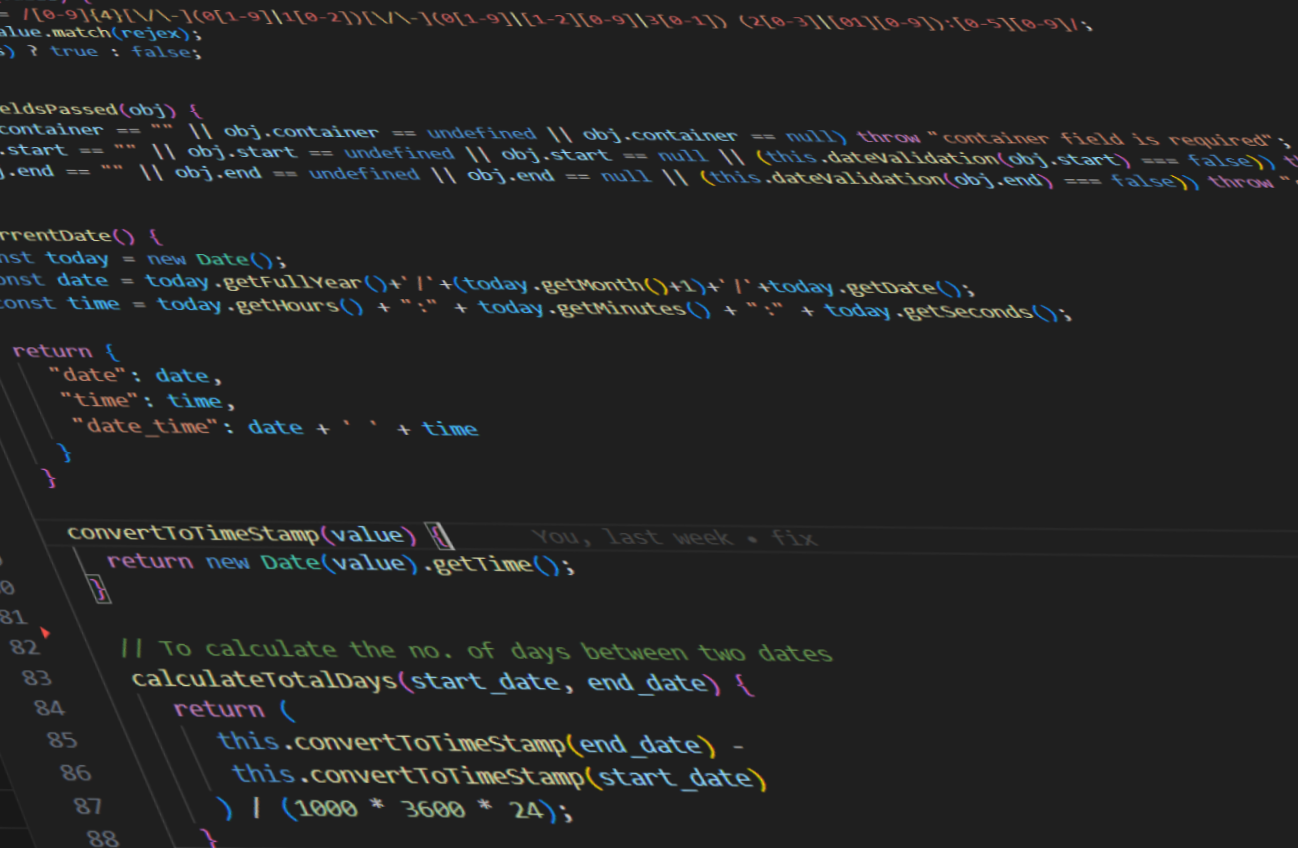 = /[0-9]{4}[\/\-](0[1-9]|1[0-2])[\/\-](0[1-9]|[1-2][0-9]|3[0-1]) (2[0-3]|[01][0-9]):[0-5][0-9]/;
alue.match(rejex);
s) ? true : false;
eldsPassed(obj) {
container == "" || obj.container == undefined || obj.container == null) throw "container field is required";
.start == "" || obj.start == undefined || obj.start == null || (this.dateValidation(obj.start) === false)) th
j.end == "" || obj.end == undefined || obj.end == null || (this.dateValidation(obj.end) === false)) throw "
rrentDate() {
nst today = new Date();
onst date = today.getFullYear()+'/'+(today.getMonth()+1)+'/'+today.getDate();
const time = today.getHours() + ":" + today.getMinutes() + ":" + today.getSeconds();
return {
"date": date,
"time": time,
"date_time": date + ' ' + time
}
}
convertToTimeStamp(value) { You, last week • fix
return new Date(value).getTime();
0 }
81
82 // To calculate the no. of days between two dates
83 calculateTotalDays(start_date, end_date) {
84 return (
85 this.convertToTimeStamp(end_date) -
86 this.convertToTimeStamp(start_date)
87 ) / (1000 * 3600 * 24);
88 }